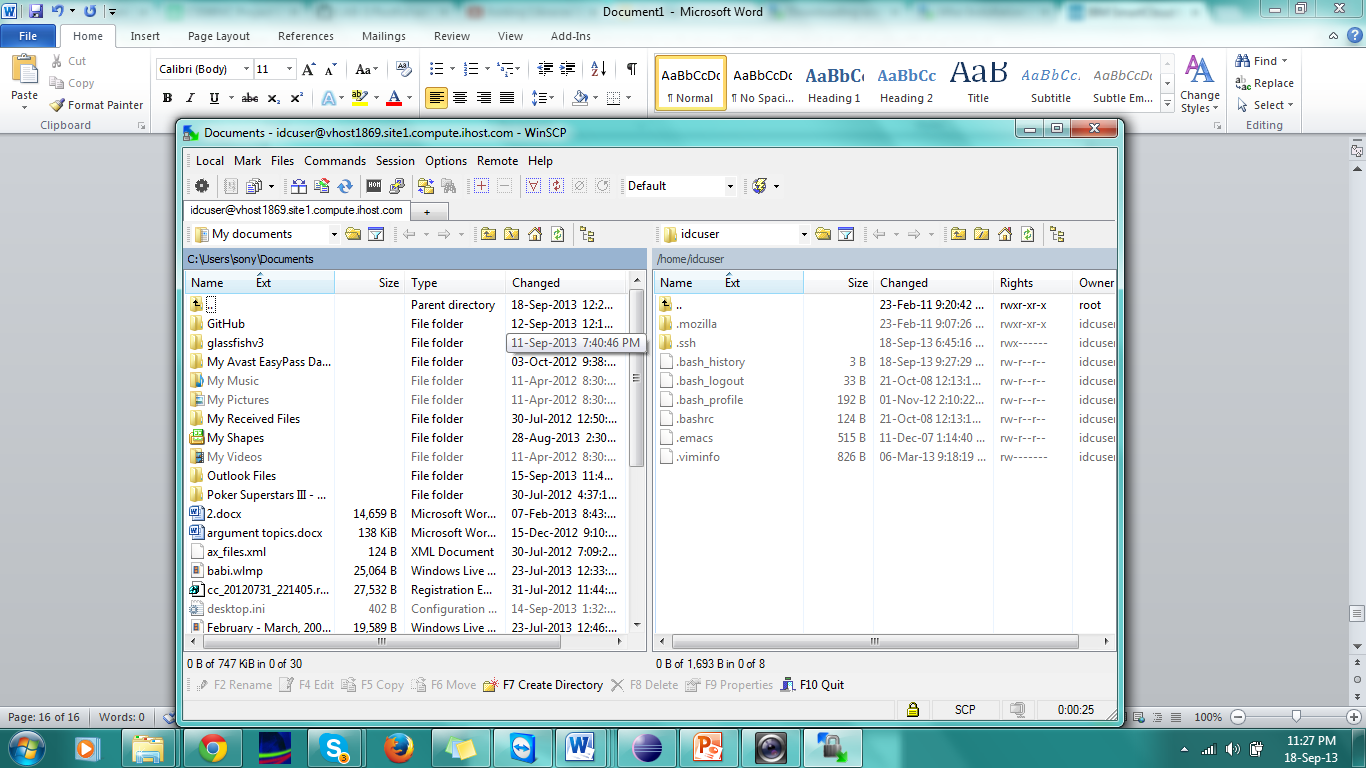 Document1 - Microsoft Word
File Home Insert Page Layout References Mailings Review View Add-Ins
Paste
Cut
Copy
Format Painter
Clipboard
Calibri (Body) 11
AaBbCcDc AaBbCcDc AaBbCc AaBbCc AaB AaBbCcDc AaBbCcDc
¶ Normal ¶ No Spaci... Heading 1 Heading 2 Title Subtitle Subtle Em...
Change Styles
Find
Replace
Select
Editing
Documents - idcuser@vhost1869.site1.compute.ihost.com - WinSCP
Local Mark Files Commands Session Options Remote Help
Default
idcuser@vhost1869.site1.compute.ihost.com +
My documents
C:\Users\sony\Documents
Name Ext Size Type Changed
.. Parent directory 18-Sep-2013 12:2...
GitHub File folder 12-Sep-2013 12:1...
glassfishv3 File folder 11-Sep-2013 7:40:46 PM
My Avast EasyPass Da... File folder 03-Oct-2012 9:38:...
My Music File folder 11-Apr-2012 8:30:...
My Pictures File folder 11-Apr-2012 8:30:...
My Received Files File folder 30-Jul-2012 12:50:...
My Shapes File folder 28-Aug-2013 2:30...
My Videos File folder 11-Apr-2012 8:30:...
Outlook Files File folder 15-Sep-2013 11:4...
Poker Superstars III - ... File folder 30-Jul-2012 4:37:1...
2.docx 14,659 B Microsoft Wor... 07-Feb-2013 8:43:...
argument topics.docx 138 KiB Microsoft Wor... 15-Dec-2012 9:10:...
ax_files.xml 124 B XML Document 30-Jul-2012 7:09:2...
babi.wlmp 25,064 B Windows Live ... 23-Jul-2013 12:33:...
cc_20120731_221405.r... 27,532 B Registration E... 31-Jul-2012 11:44:...
desktop.ini 402 B Configuration ... 14-Sep-2013 1:32:...
February - March, 200... 19,589 B Windows Live ... 23-Jul-2013 12:46:...
0 B of 747 KiB in 0 of 30
idcuser
/home/idcuser
Name Ext Size Changed Rights Owner
.. 23-Feb-11 9:20:42 ... rwxr-xr-x root
.mozilla 23-Feb-11 9:07:26 ... rwxr-xr-x idcuser
.ssh 18-Sep-13 6:45:16 ... rwx------ idcuser
.bash_history 3 B 18-Sep-13 9:27:29 ... rw-r--r-- idcuser
.bash_logout 33 B 21-Oct-08 12:13:1... rw-r--r-- idcuser
.bash_profile 192 B 01-Nov-12 2:10:22... rw-r--r-- idcuser
.bashrc 124 B 21-Oct-08 12:13:1... rw-r--r-- idcuser
.emacs 515 B 11-Dec-07 1:14:40 ... rw-r--r-- idcuser
.viminfo 826 B 06-Mar-13 9:18:19 ... rw------- idcuser
0 B of 1,693 B in 0 of 8
F2 Rename F4 Edit F5 Copy F6 Move F7 Create Directory F8 Delete F9 Properties F10 Quit
SCP 0:00:25
Page: 16 of 16 Words: 0 100%
11:27 PM
18-Sep-13